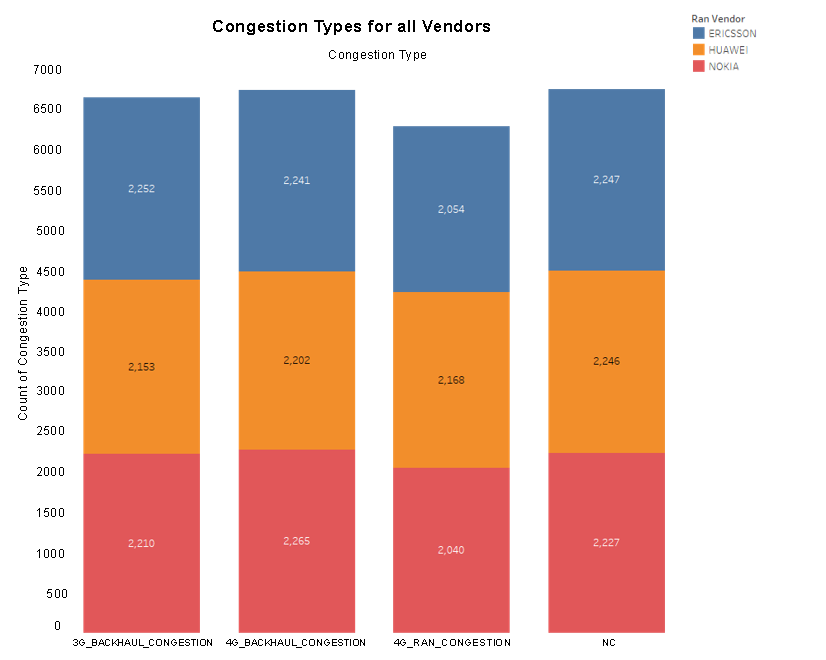 Congestion Types for all Vendors
Congestion Type
Ran Vendor
ERICSSON
HUAWEI
NOKIA
Count of Congestion Type
7000
6500
6000
5500
5000
4500
4000
3500
3000
2500
2000
1500
1000
500
0
2,252
2,241
2,054
2,247
2,153
2,202
2,168
2,246
2,210
2,265
2,040
2,227
3G_BACKHAUL_CONGESTION
4G_BACKHAUL_CONGESTION
4G_RAN_CONGESTION
NC